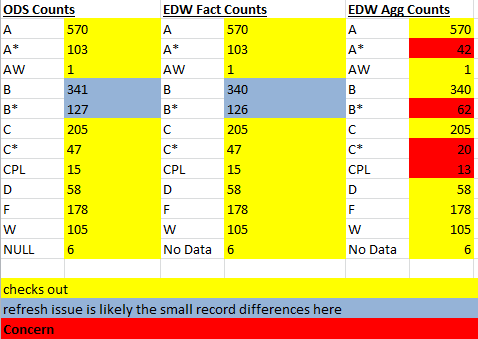 ODS Counts EDW Fact Counts EDW Agg Counts
A 570 A 570 A 570
A* 103 A* 103 A* 42
AW 1 AW 1 AW 1
B 341 B 340 B 340
B* 127 B* 126 B* 62
C 205 C 205 C 205
C* 47 C* 47 C* 20
CPL 15 CPL 15 CPL 13
D 58 D 58 D 58
F 178 F 178 F 178
W 105 W 105 W 105
NULL 6 No Data 6 No Data 6
checks out
refresh issue is likely the small record differences here
Concern